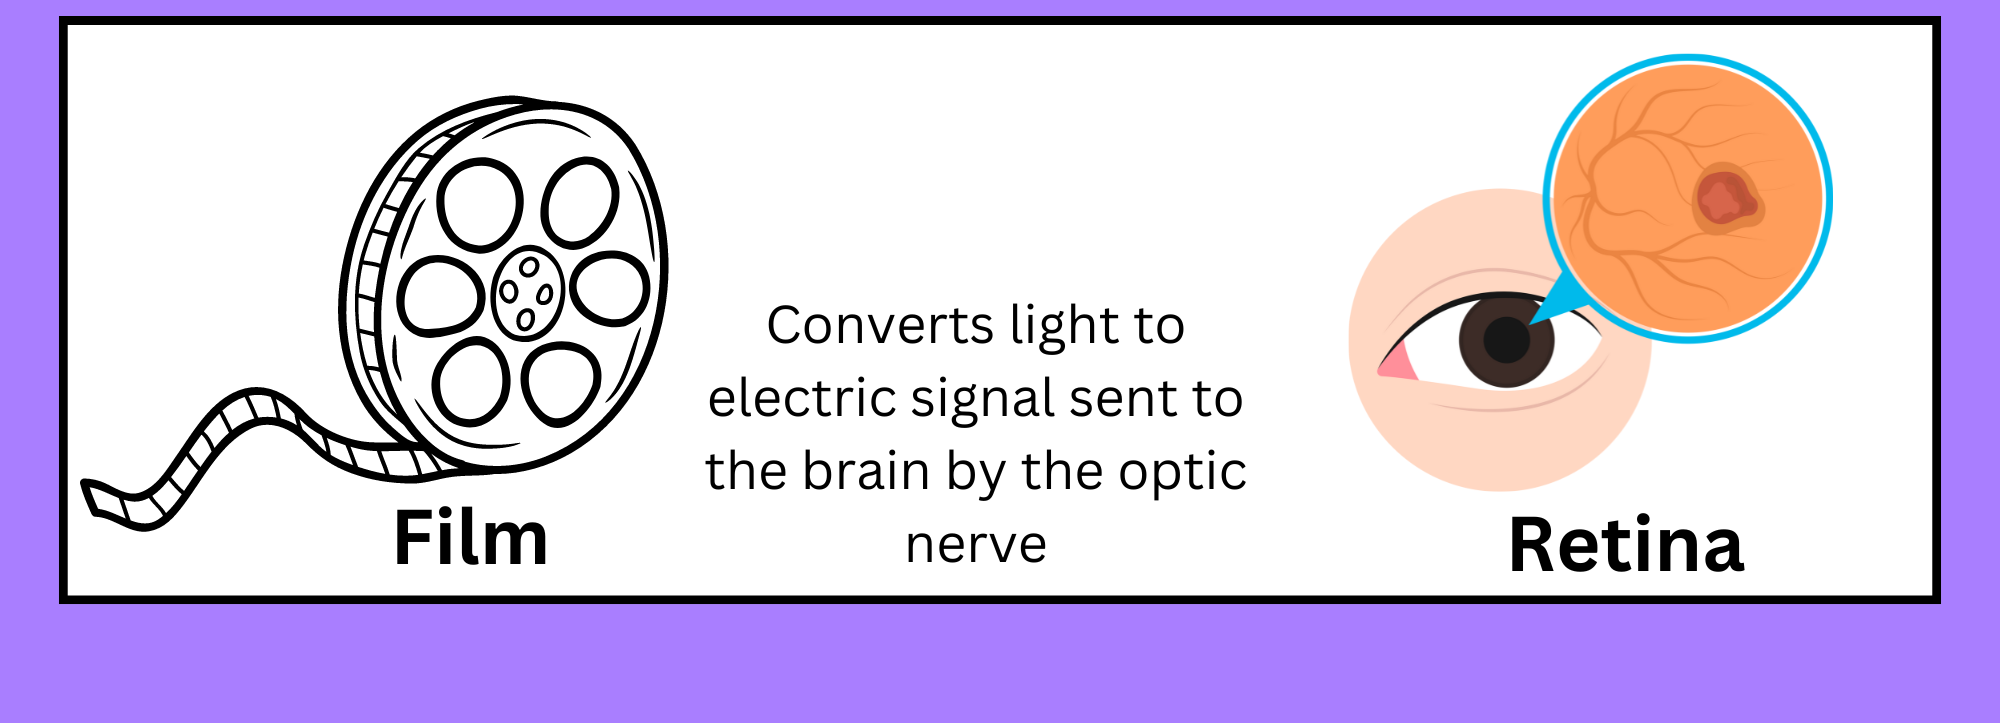 Converts light to
electric signal sent to
the brain by the optic
nerve
Film
Retina